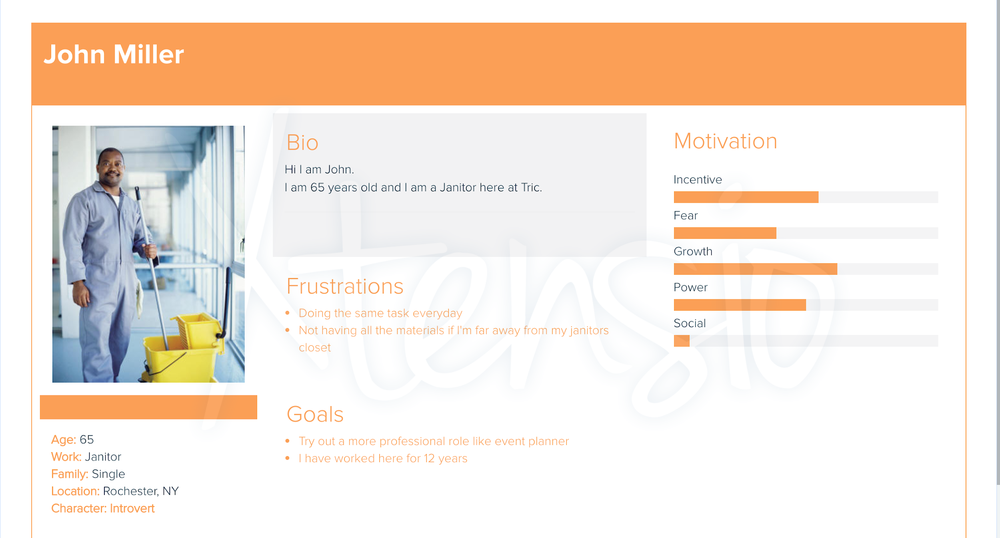 John Miller
Bio
Hi I am John.
I am 65 years old and I am a Janitor here at Tric.
Frustrations
• Doing the same task everyday
• Not having all the materials if I'm far away from my janitors
closet
Goals
• Try out a more professional role like event planner
• I have worked here for 12 years
Motivation
Incentive
Fear
Growth
Power
Social
Age: 65
Work: Janitor
Family: Single
Location: Rochester, NY
Character: Introvert
Xtensio